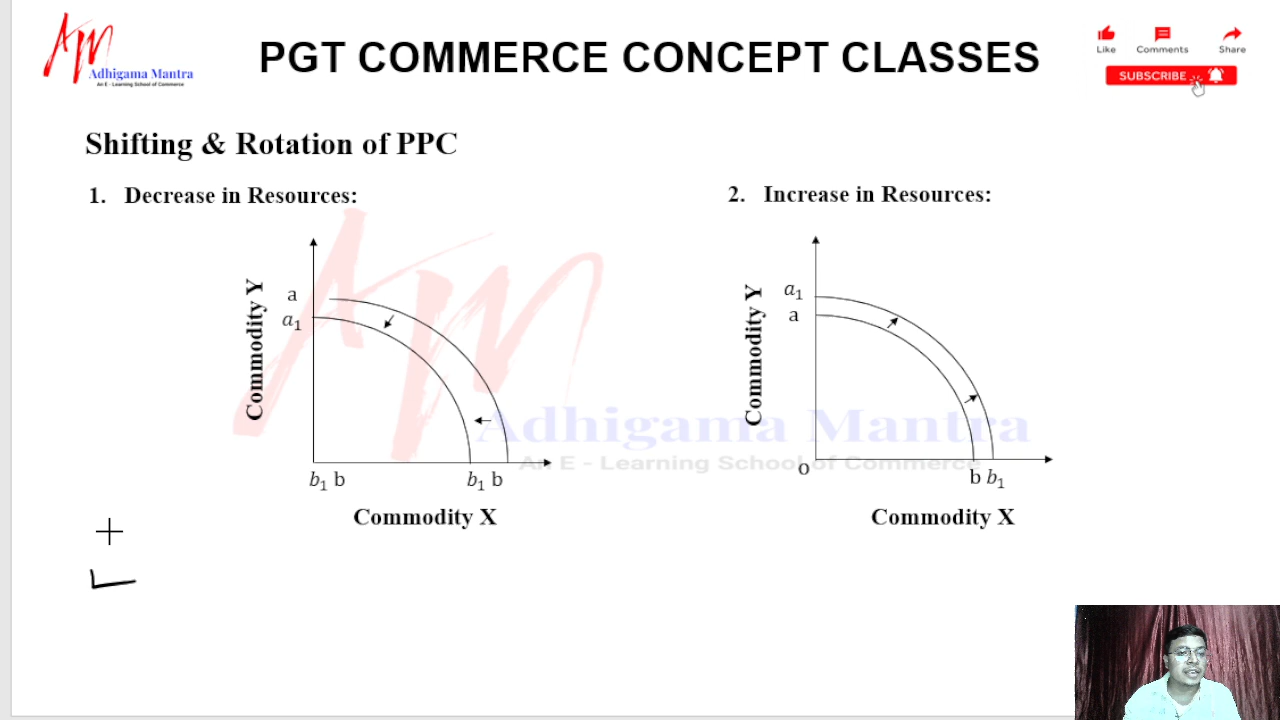 Am
Adhigama Mantra
An E - Learning School of Commerce
PGT COMMERCE CONCEPT CLASSES
Like Comments Share
SUBSCRIBE
Shifting & Rotation of PPC
1. Decrease in Resources:
Commodity Y
a
a₁
b₁ b b₁ b
Commodity X
2. Increase in Resources:
Commodity Y
a₁
a
o
b b₁
Commodity X
Am
Adhigama Mantra
An E - Learning School of Commerce